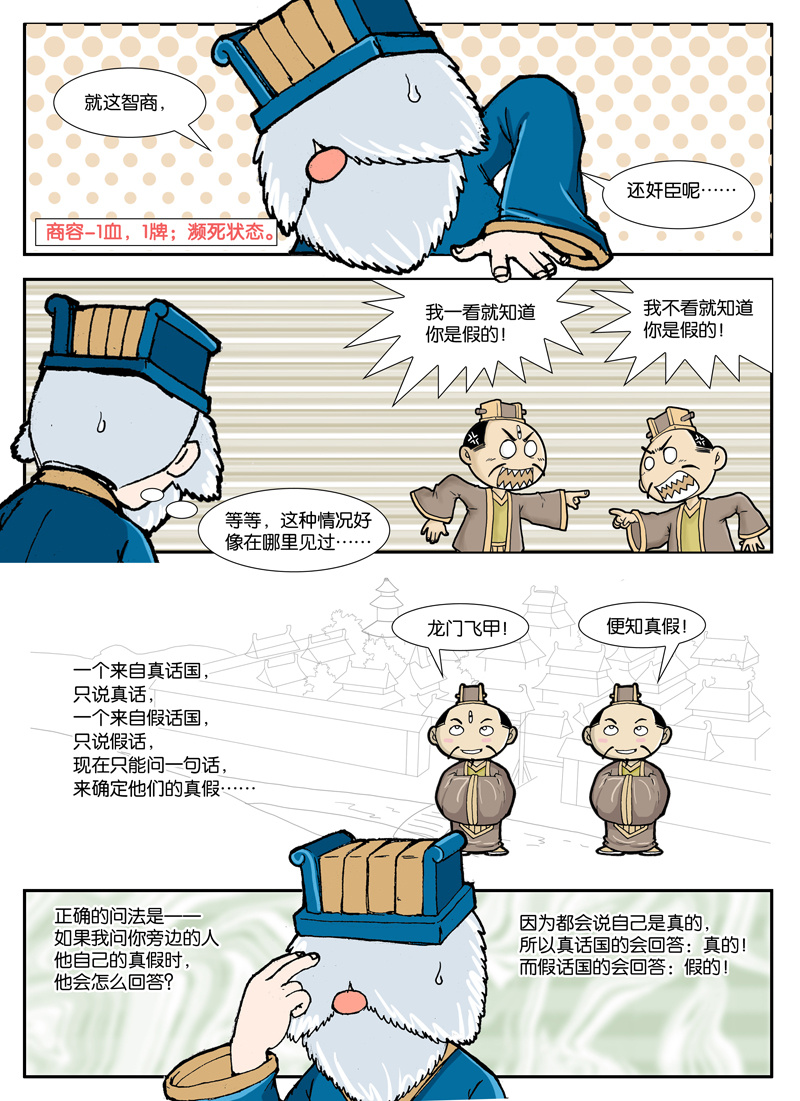 就这智商，
还奸臣呢……
商容-1血，1牌；濒死状态。
我一看就知道
你是假的！
我不看就知道
你是假的！
等等，这种情况好
像在哪里见过……
龙门飞甲！
便知真假！
一个来自真话国，
只说真话，
一个来自假话国，
只说假话，
现在只能问一句话，
来确定他们的真假……
正确的问法是——
如果我问你旁边的人
他自己的真假时，
他会怎么回答？
因为都会说自己是真的，
所以真话国的会回答：真的！
而假话国的会回答：假的！